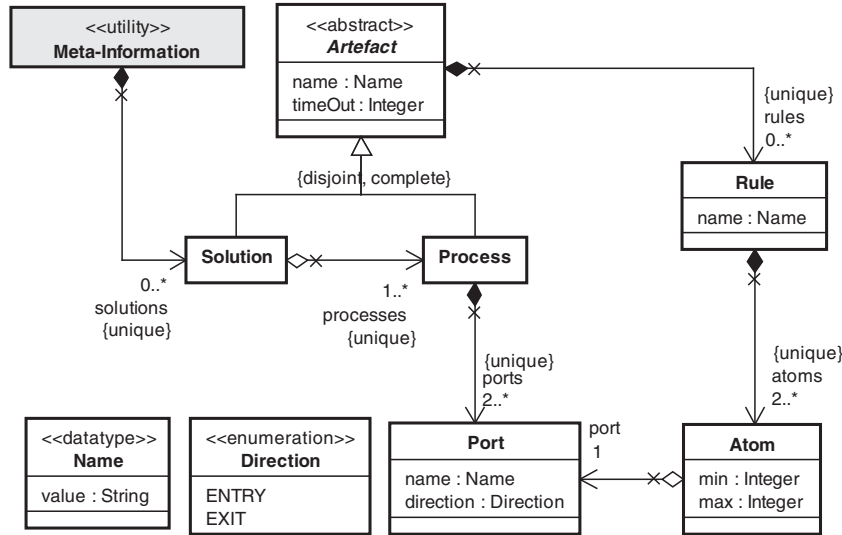 <<utility>>
Meta-Information
<<abstract>>
Artefact
name : Name
timeOut : Integer
{unique}
rules
0..*
Rule
name : Name
{disjoint, complete}
Solution
Process
0..*
solutions
{unique}
1..*
processes
{unique}
{unique}
ports
2..*
{unique}
atoms
2..*
<<datatype>>
Name
value : String
<<enumeration>>
Direction
ENTRY
EXIT
Port
name : Name
direction : Direction
port
1
Atom
min : Integer
max : Integer